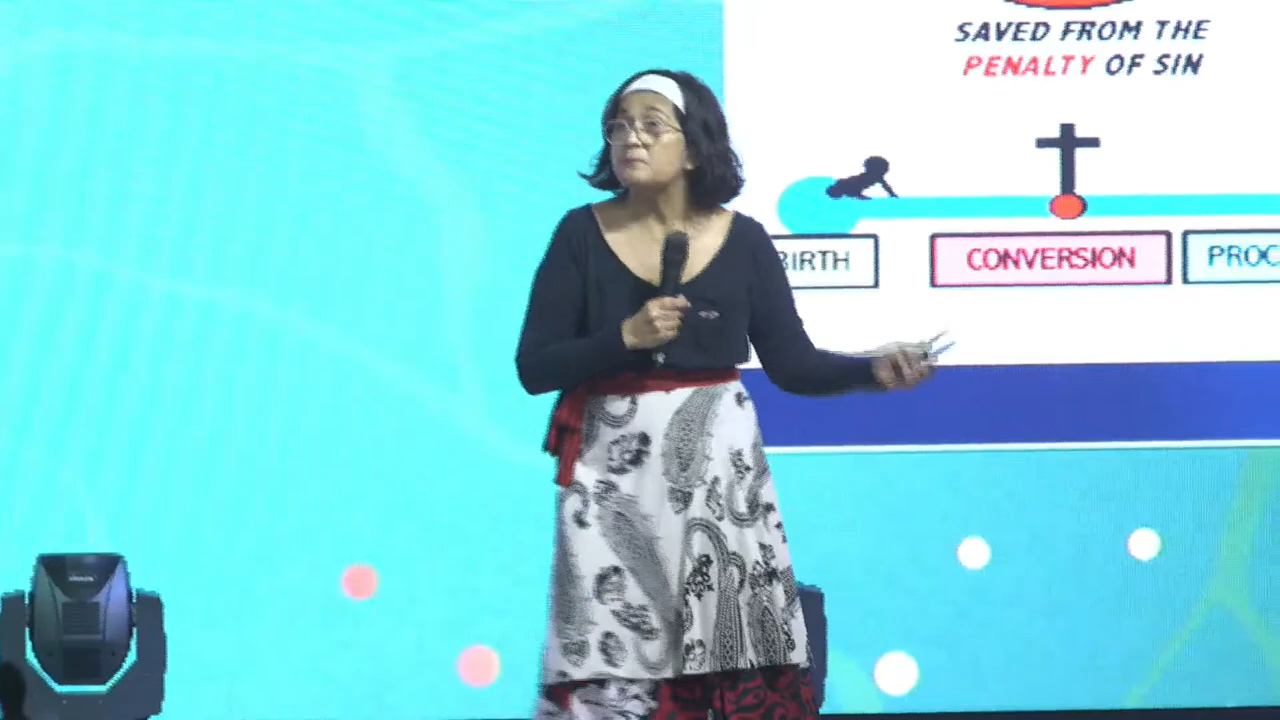 SAVED FROM THE
PENALTY OF SIN
BIRTH
CONVERSION
PROC